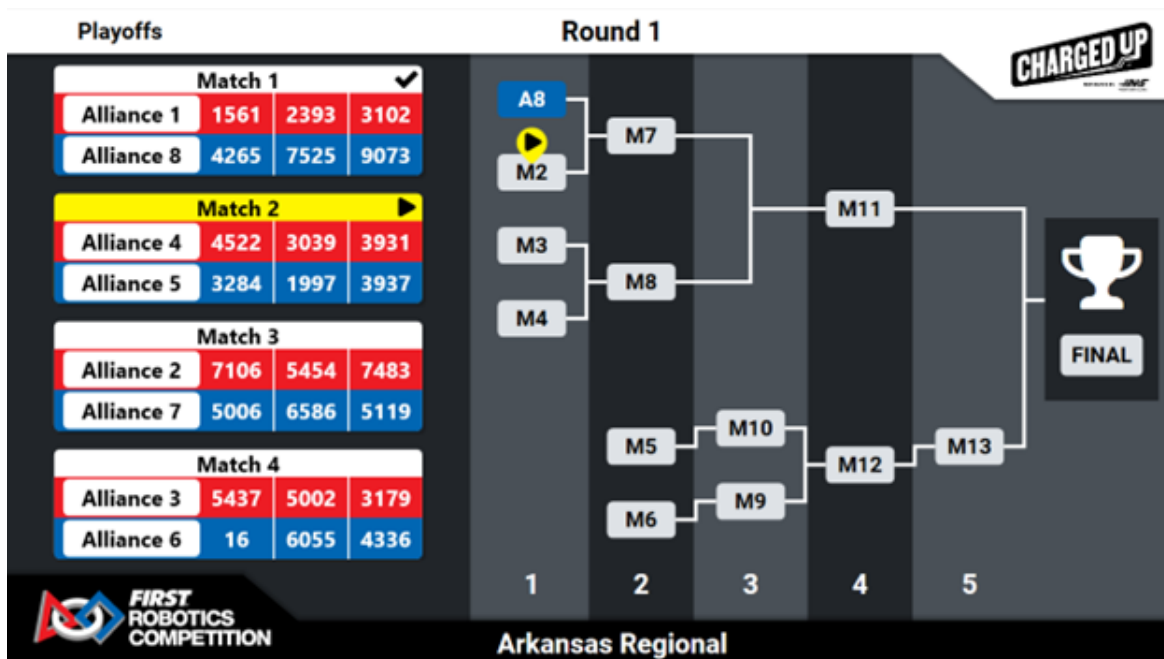 Playoffs
Round 1
CHARGED UP
Match 1
Alliance 1 1561 2393 3102
Alliance 8 4265 7525 9073
Match 2
Alliance 4 4522 3039 3931
Alliance 5 3284 1997 3937
Match 3
Alliance 2 7106 5454 7483
Alliance 7 5006 6586 5119
Match 4
Alliance 3 5437 5002 3179
Alliance 6 16 6055 4336
A8
M7
M2
M11
M3
M8
M4
FINAL
M10
M5
M13
M12
M9
M6
1 2 3 4 5
FIRST
ROBOTICS
COMPETITION
Arkansas Regional